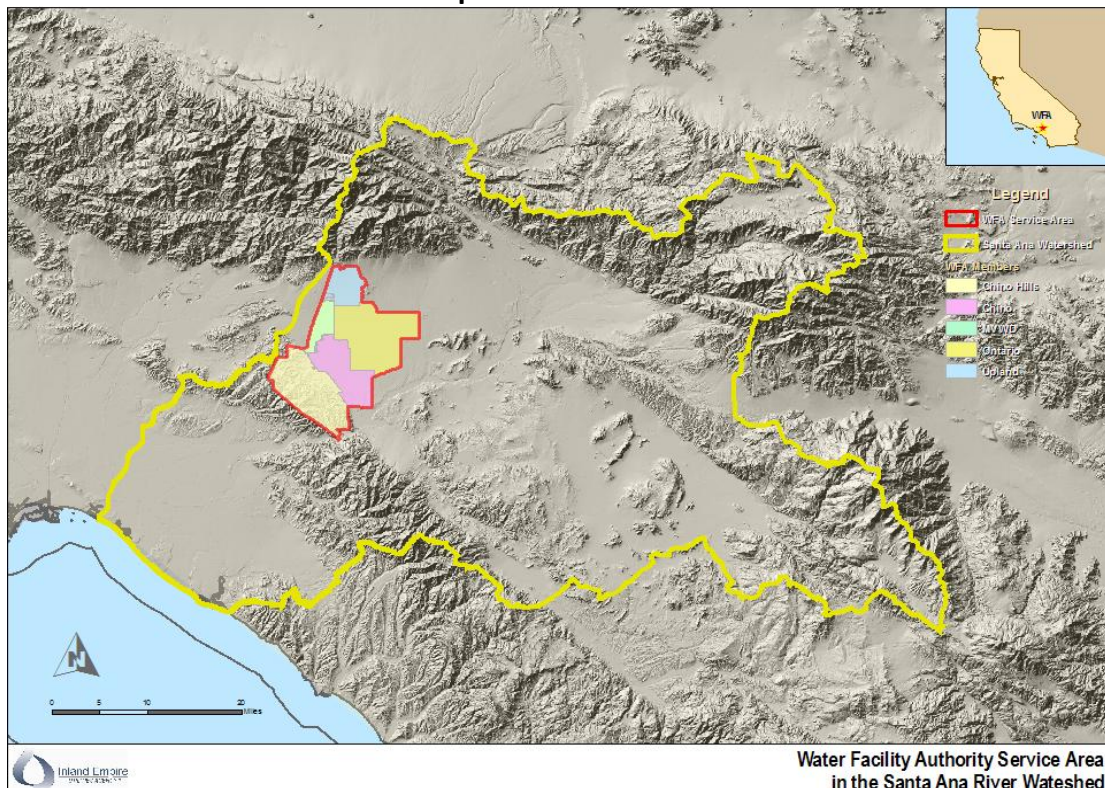 WFA
Legend
WFA Service Area
Santa Ana Watershed
WFA Members
Chino Hills
Chino
MVWD
Ontario
Upland
N
0 5 10 20
Miles
Inland Empire
Water Facility Authority Service Area
in the Santa Ana River Wateshed